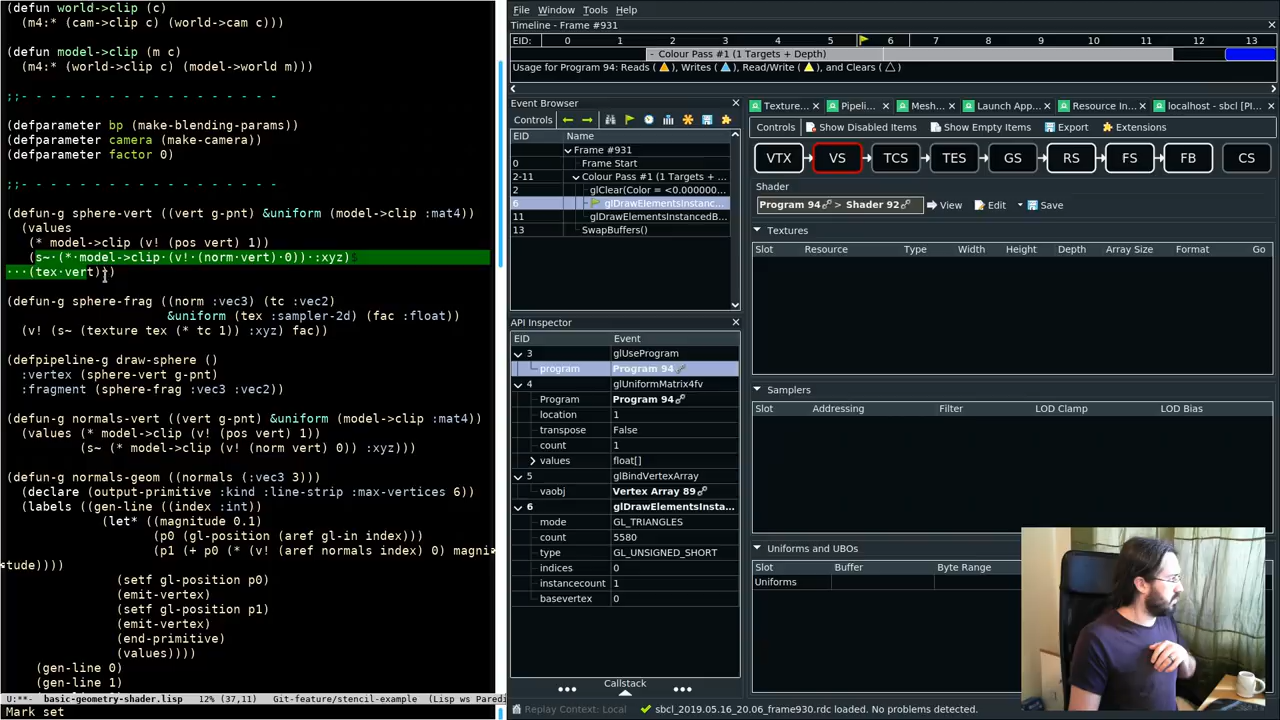 (defun world->clip (c)
(m4:* (cam->clip c) (world->cam c)))
(defun model->clip (m c)
(m4:* (world->clip c) (model->world m)))
;;- - - - - - - - - - - - - - - - - -
(defparameter bp (make-blending-params))
(defparameter camera (make-camera))
(defparameter factor 0)
;;- - - - - - - - - - - - - - - - - -
(defun-g sphere-vert ((vert g-pnt) &uniform (model->clip :mat4))
(values
(* model->clip (v! (pos vert) 1))
(s~·(*·model->clip·(v!·(norm·vert)·0))·:xyz)$
···(tex·vert)))
(defun-g sphere-frag ((norm :vec3) (tc :vec2)
&uniform (tex :sampler-2d) (fac :float))
(v! (s~ (texture tex (* tc 1)) :xyz) fac))
(defpipeline-g draw-sphere ()
:vertex (sphere-vert g-pnt)
:fragment (sphere-frag :vec3 :vec2))
(defun-g normals-vert ((vert g-pnt) &uniform (model->clip :mat4))
(values (* model->clip (v! (pos vert) 1))
(s~ (* model->clip (v! (norm vert) 0)) :xyz)))
(defun-g normals-geom ((normals (:vec3 3)))
(declare (output-primitive :kind :line-strip :max-vertices 6))
(labels ((gen-line ((index :int))
(let* ((magnitude 0.1)
(p0 (gl-position (aref gl-in index)))
(p1 (+ p0 (* (v! (aref normals index) 0) magni
tude))))
(setf gl-position p0)
(emit-vertex)
(setf gl-position p1)
(emit-vertex)
(end-primitive)
(values))))
(gen-line 0)
(gen-line 1)
U:**- basic-geometry-shader.lisp 12% (37,11) Git-feature/stencil-example (Lisp ws Paredi
Mark set
File Window Tools Help
Timeline - Frame #931
EID: 0 1 2 3 4 5 6 7 8 9 10 11 12 13
- Colour Pass #1 (1 Targets + Depth)
Usage for Program 94: Reads ( ), Writes ( ), Read/Write ( ), and Clears ( )
Event Browser
Controls
EID Name
Frame #931
0 Frame Start
2-11 Colour Pass #1 (1 Targets + ...
2 glClear(Color = <0.000000...
6 glDrawElementsInstanc...
11 glDrawElementsInstancedB...
13 SwapBuffers()
API Inspector
EID Event
3 glUseProgram
program Program 94
4 glUniformMatrix4fv
Program Program 94
location 1
transpose False
count 1
values float[]
5 glBindVertexArray
vaobj Vertex Array 89
6 glDrawElementsInsta...
mode GL_TRIANGLES
count 5580
type GL_UNSIGNED_SHORT
indices 0
instancecount 1
basevertex 0
Callstack
Texture... Pipeli... Mesh... Launch App... Resource In... localhost - sbcl [PI...
Controls Show Disabled Items Show Empty Items Export Extensions
VTX VS TCS TES GS RS FS FB CS
Shader
Program 94 > Shader 92 View Edit Save
Textures
Slot Resource Type Width Height Depth Array Size Format Go
Samplers
Slot Addressing Filter LOD Clamp LOD Bias
Uniforms and UBOs
Slot Buffer Byte Range
Uniforms
Replay Context: Local sbcl_2019.05.16_20.06_frame930.rdc loaded. No problems detected.